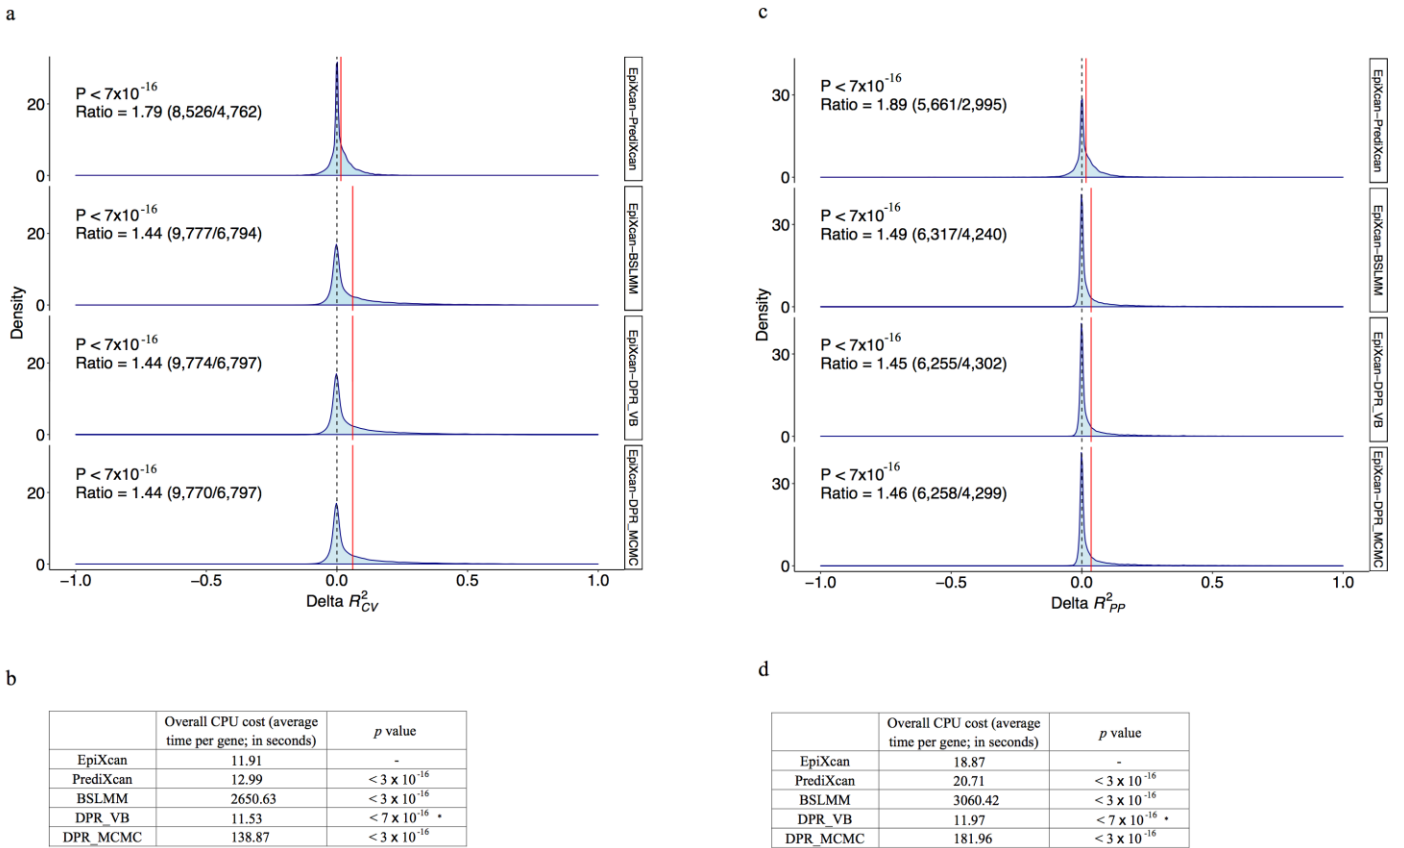 a
P < 7x10^-16
Ratio = 1.79 (8,526/4,762)
EpiXcan−PrediXcan
20
0
P < 7x10^-16
Ratio = 1.44 (9,777/6,794)
EpiXcan−BSLMM
20
0
P < 7x10^-16
Ratio = 1.44 (9,774/6,797)
EpiXcan−DPR_VB
20
0
P < 7x10^-16
Ratio = 1.44 (9,770/6,797)
EpiXcan−DPR_MCMC
20
0
Density
−1.0 −0.5 0.0 0.5 1.0
Delta R²CV
c
P < 7x10^-16
Ratio = 1.89 (5,661/2,995)
EpiXcan−PrediXcan
30
0
P < 7x10^-16
Ratio = 1.49 (6,317/4,240)
EpiXcan−BSLMM
30
0
P < 7x10^-16
Ratio = 1.45 (6,255/4,302)
EpiXcan−DPR_VB
30
0
P < 7x10^-16
Ratio = 1.46 (6,258/4,299)
EpiXcan−DPR_MCMC
30
0
Density
−1.0 −0.5 0.0 0.5 1.0
Delta R²PP
b
Overall CPU cost (average
time per gene; in seconds) p value
EpiXcan 11.91 -
PrediXcan 12.99 < 3 x 10^-16
BSLMM 2650.63 < 3 x 10^-16
DPR_VB 11.53 < 7 x 10^-16 *
DPR_MCMC 138.87 < 3 x 10^-16
d
Overall CPU cost (average
time per gene; in seconds) p value
EpiXcan 18.87 -
PrediXcan 20.71 < 3 x 10^-16
BSLMM 3060.42 < 3 x 10^-16
DPR_VB 11.97 < 7 x 10^-16 *
DPR_MCMC 181.96 < 3 x 10^-16